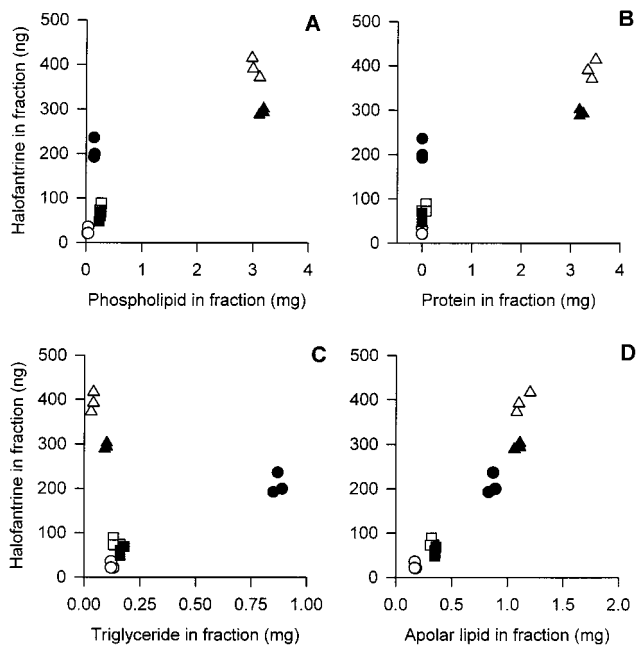 A
500
400
300
200
100
0
Halofantrine in fraction (ng)
0 1 2 3 4
Phospholipid in fraction (mg)
B
500
400
300
200
100
0
0 1 2 3 4
Protein in fraction (mg)
C
500
400
300
200
100
0
Halofantrine in fraction (ng)
0.00 0.25 0.50 0.75 1.00
Triglyceride in fraction (mg)
D
500
400
300
200
100
0
0.0 0.5 1.0 1.5 2.0
Apolar lipid in fraction (mg)